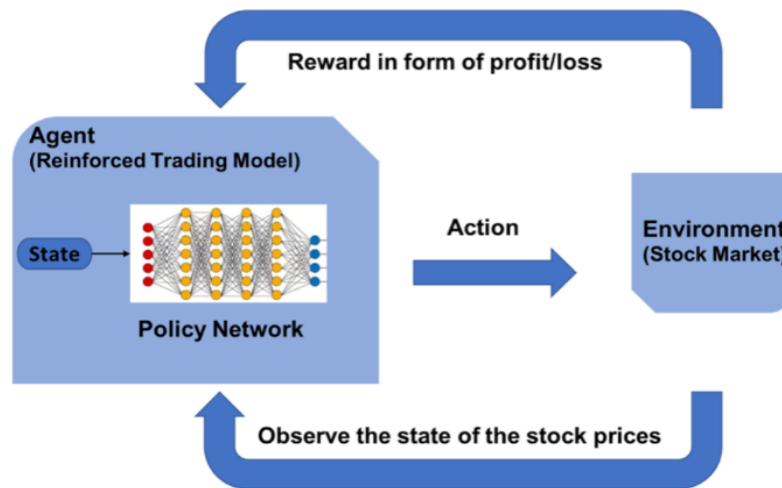 Reward in form of profit/loss
Agent
(Reinforced Trading Model)
State
Policy Network
Action
Environment
(Stock Market)
Observe the state of the stock prices